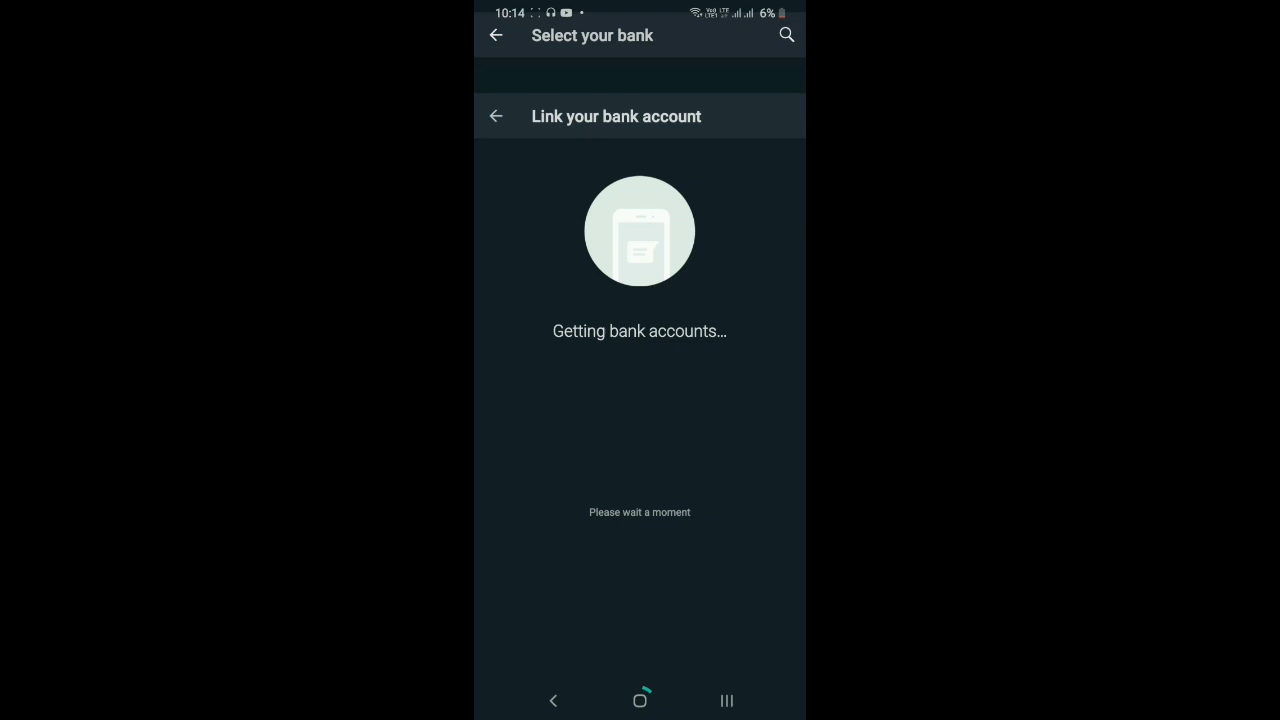 10:14 6%
Select your bank
Link your bank account
Getting bank accounts...
Please wait a moment